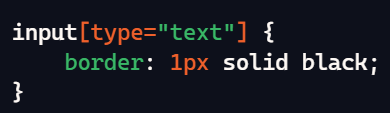 input[type="text"] {
    border: 1px solid black;
}